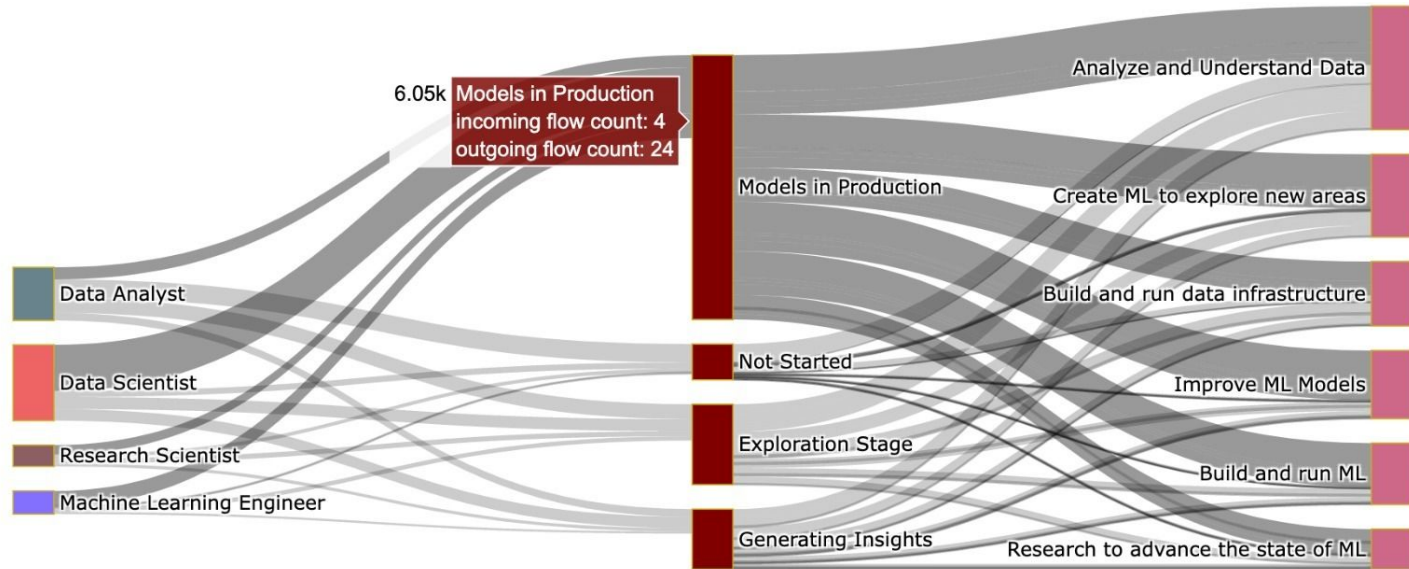 Analyze and Understand Data
6.05k
Models in Production
incoming flow count: 4
outgoing flow count: 24
Models in Production
Create ML to explore new areas
Data Analyst
Build and run data infrastructure
Not Started
Data Scientist
Improve ML Models
Exploration Stage
Research Scientist
Build and run ML
Machine Learning Engineer
Generating Insights
Research to advance the state of ML